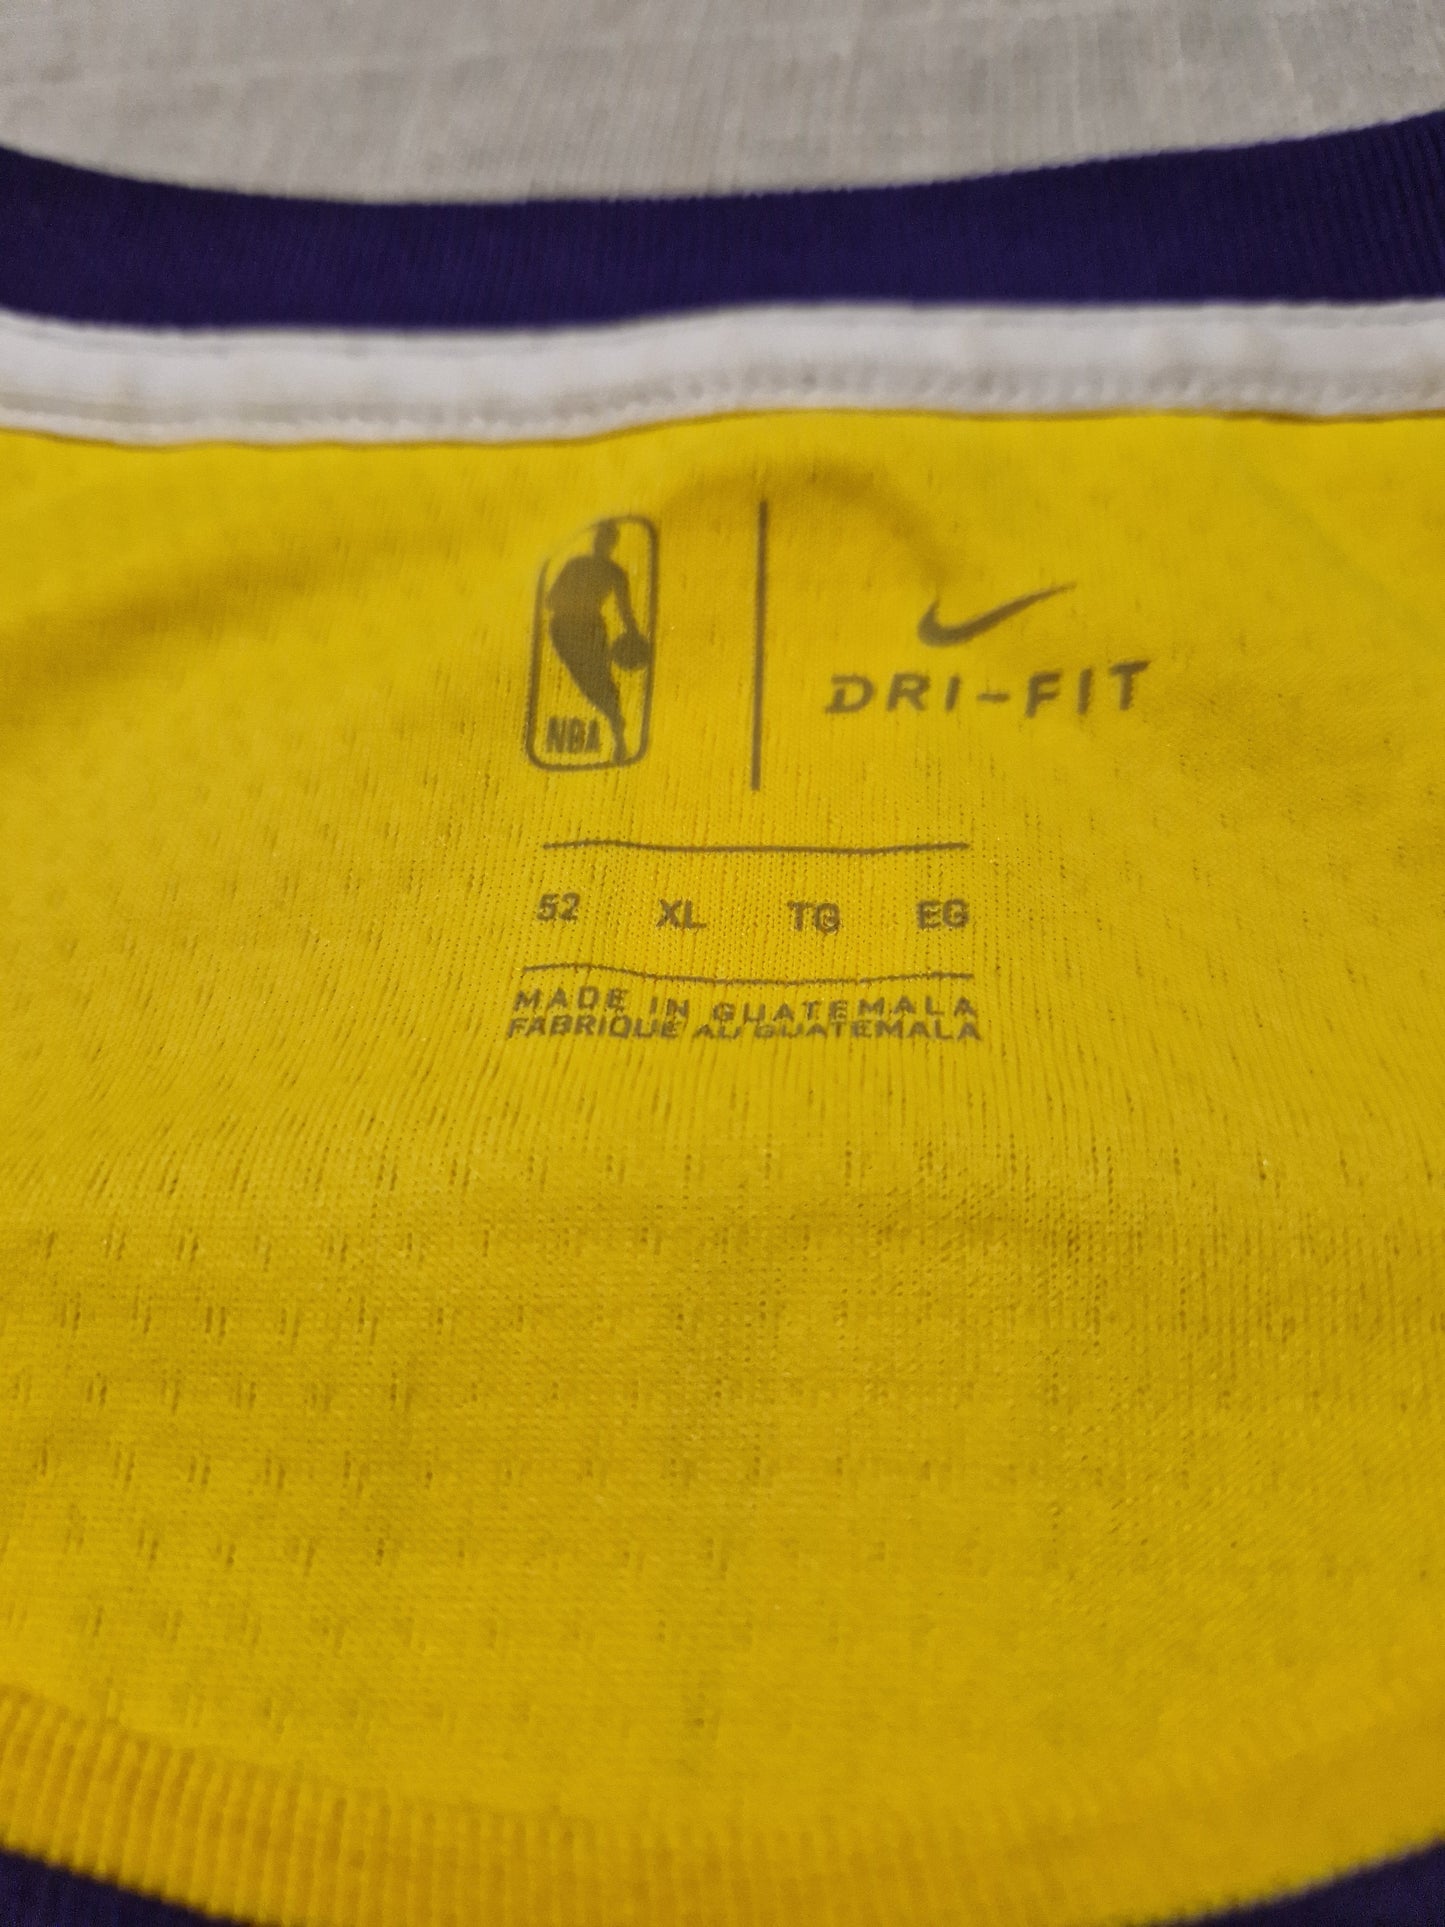 NBA
DRI-FIT
52 XL TG EG
MADE IN GUATEMALA
FABRIQUE AU GUATEMALA